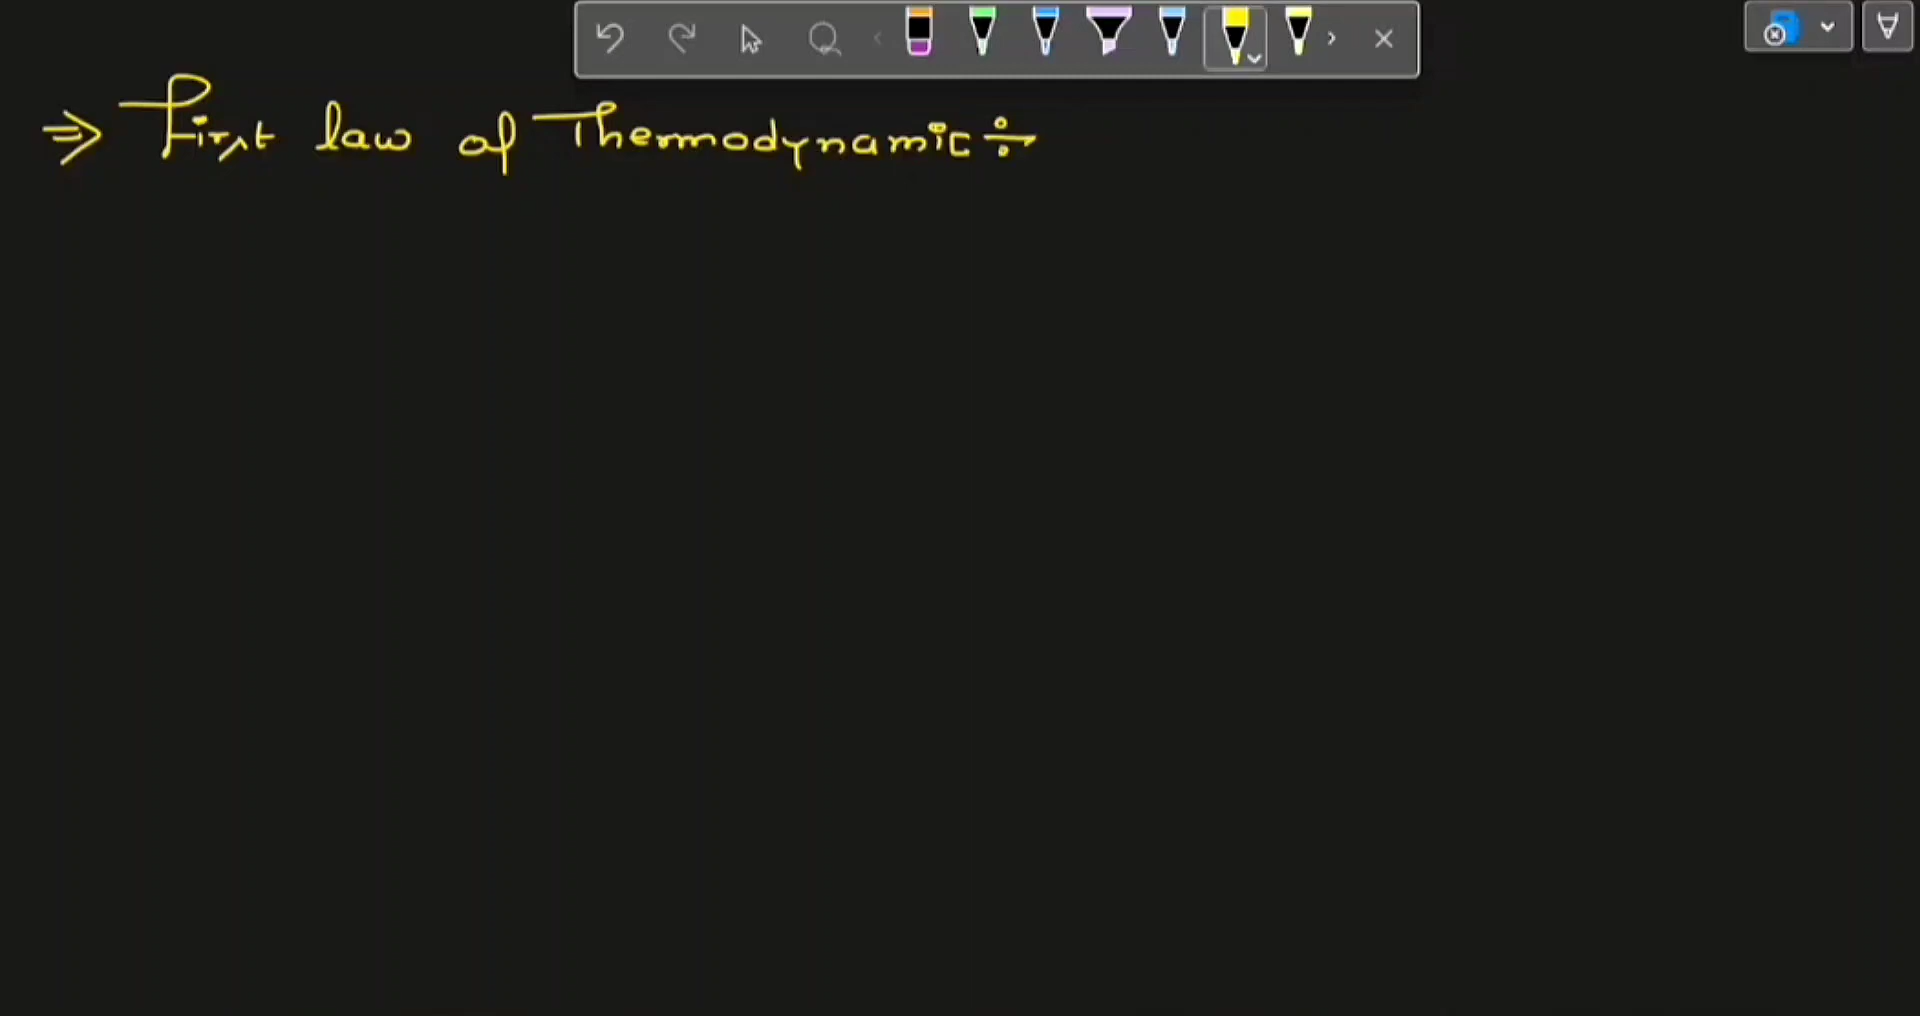 ⇒ First law of Thermodynamic ÷